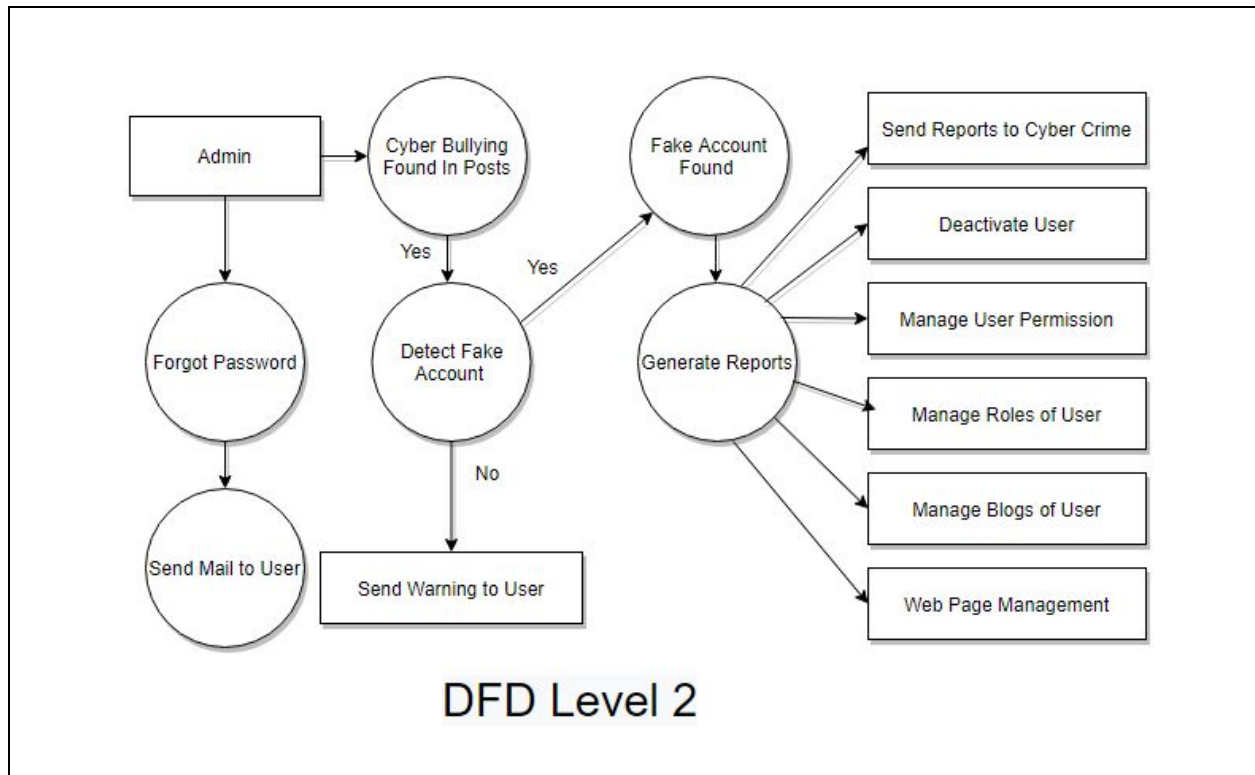 Admin
Cyber Bullying
Found In Posts
Fake Account
Found
Send Reports to Cyber Crime
Deactivate User
Yes
Yes
Manage User Permission
Forgot Password
Detect Fake
Account
Generate Reports
Manage Roles of User
No
Manage Blogs of User
Send Mail to User
Send Warning to User
Web Page Management
DFD Level 2